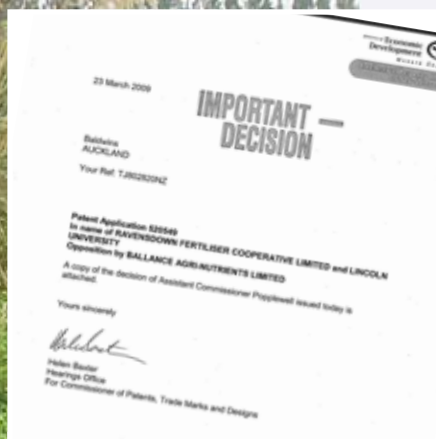 Economic
Development
23 March 2009
IMPORTANT —
DECISION
Baldwins
AUCKLAND
Your Ref: TJ802820NZ
Patent Application 520549
In name of RAVENSDOWN FERTILISER COOPERATIVE LIMITED and LINCOLN
UNIVERSITY
Opposition by BALLANCE AGRI-NUTRIENTS LIMITED
A copy of the decision of Assistant Commissioner Popplewell issued today is
attached.
Yours sincerely
Helen Baxter
Hearings Office
For Commissioner of Patents, Trade Marks and Designs